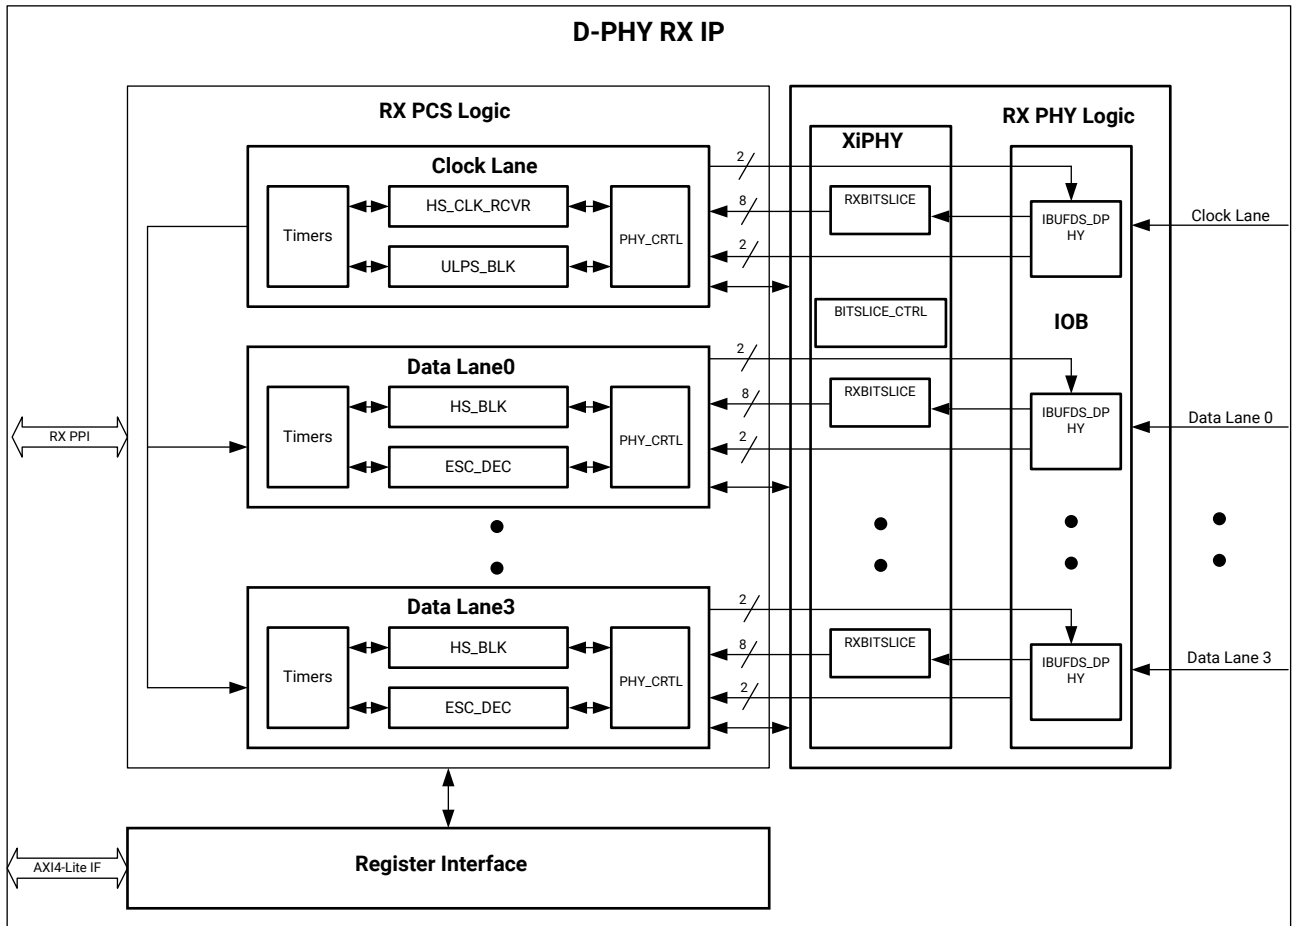 D-PHY RX IP
RX PCS Logic
RX PHY Logic
XiPHY
Clock Lane
2
HS_CLK_RCVR
8
RXBITSLICE
IBUFDS_DP
HY
Clock Lane
Timers
PHY_CRTL
2
ULPS_BLK
BITSLICE_CTRL
IOB
Data Lane0
2
HS_BLK
8
RXBITSLICE
IBUFDS_DP
HY
Data Lane 0
RX PPI
Timers
PHY_CRTL
2
ESC_DEC
Data Lane3
2
HS_BLK
8
RXBITSLICE
IBUFDS_DP
HY
Data Lane 3
Timers
PHY_CRTL
2
ESC_DEC
AXI4-Lite IF
Register Interface